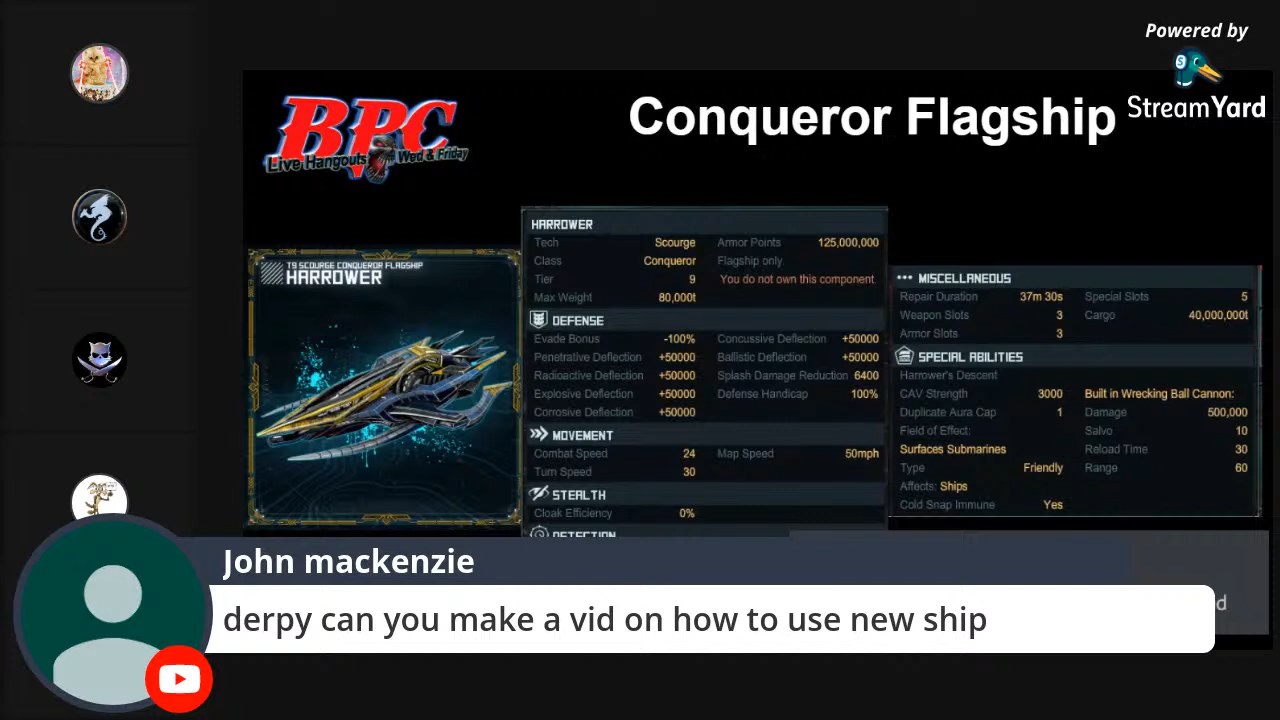 Powered by
StreamYard
BPC
Live Hangouts Wed & Friday
Conqueror Flagship
T9 SCOURGE CONQUEROR FLAGSHIP
HARROWER
HARROWER
Tech Scourge Armor Points 125,000,000
Class Conqueror Flagship only.
Tier 9 You do not own this component.
Max Weight 80,000t
DEFENSE
Evade Bonus -100% Concussive Deflection +50000
Penetrative Deflection +50000 Ballistic Deflection +50000
Radioactive Deflection +50000 Splash Damage Reduction 6400
Explosive Deflection +50000 Defense Handicap 100%
Corrosive Deflection +50000
MOVEMENT
Combat Speed 24 Map Speed 50mph
Turn Speed 30
STEALTH
Cloak Efficiency 0%
DETECTION
MISCELLANEOUS
Repair Duration 37m 30s Special Slots 5
Weapon Slots 3 Cargo 40,000,000t
Armor Slots 3
SPECIAL ABILITIES
Harrower's Descent
CAV Strength 3000 Built in Wrecking Ball Cannon:
Duplicate Aura Cap 1 Damage 500,000
Field of Effect: Salvo 10
Surfaces Submarines Reload Time 30
Type Friendly Range 60
Affects: Ships
Cold Snap Immune Yes
John mackenzie
derpy can you make a vid on how to use new ship